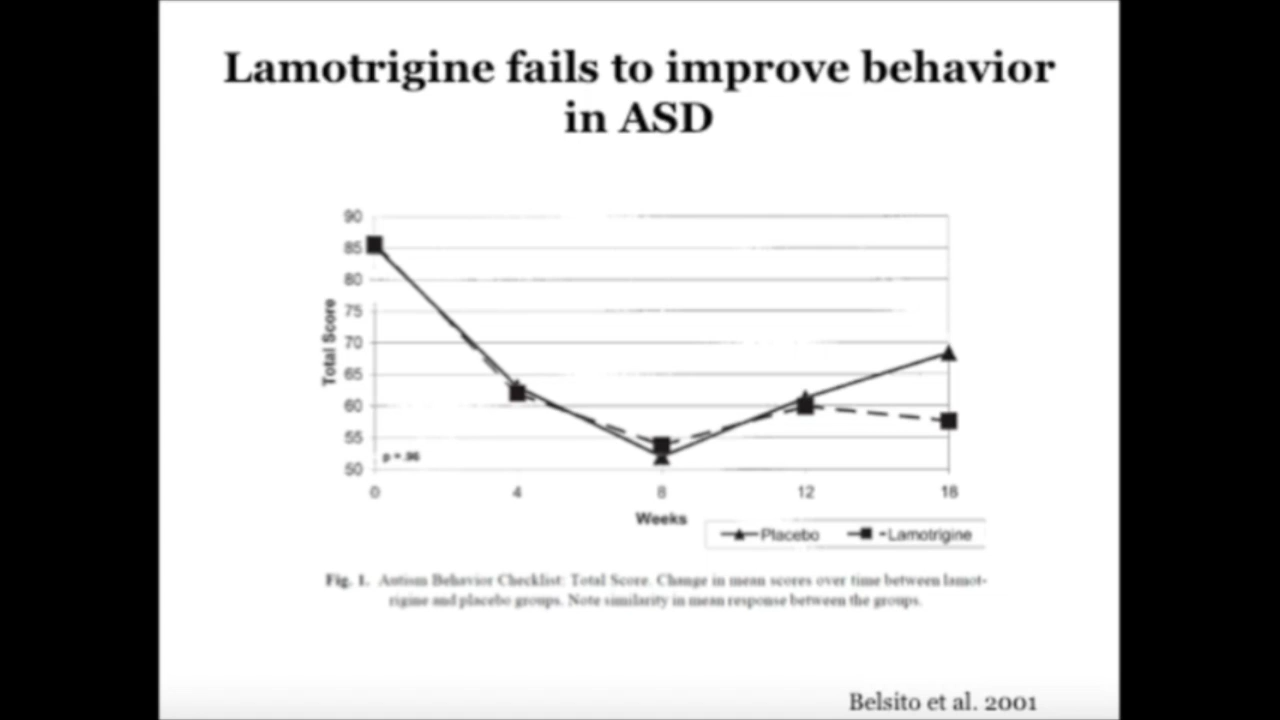 Lamotrigine fails to improve behavior
in ASD
90
85
80
75
70
65
60
55
50
Total Score
p = .96
0
4
8
12
18
Weeks
Placebo
Lamotrigine
Fig. 1. Autism Behavior Checklist: Total Score. Change in mean scores over time between lamot-
rigine and placebo groups. Note similarity in mean response between the groups.
Belsito et al. 2001